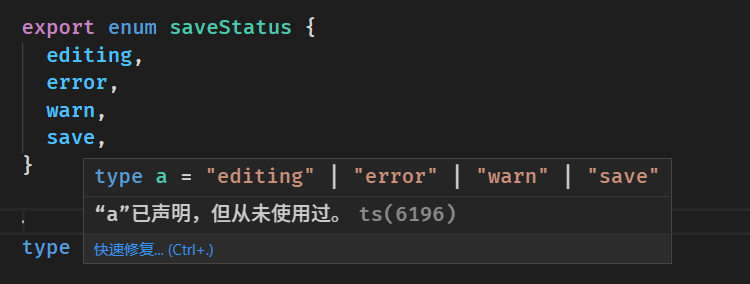 export enum saveStatus {
editing,
error,
warn,
save,
}
type a = "editing" | "error" | "warn" | "save"
“a”已声明，但从未使用过。 ts(6196)
快速修复... (Ctrl+.)
type